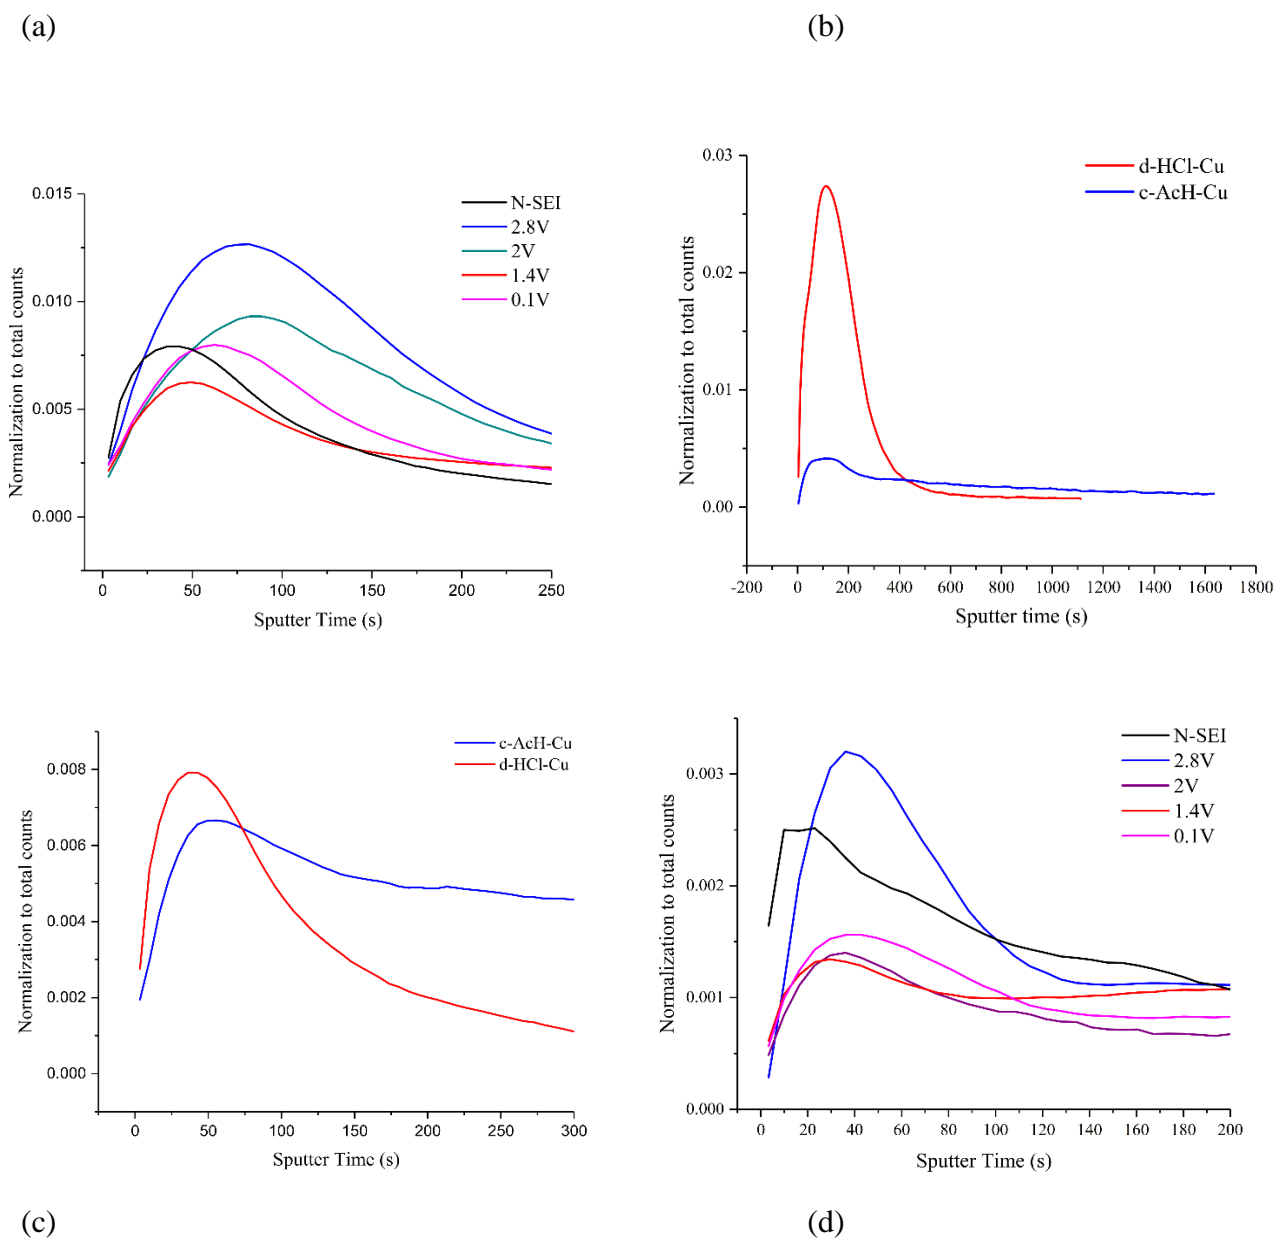 (a)
(b)
Normalization to total counts
0.015
0.010
0.005
0.000
N-SEI
2.8V
2V
1.4V
0.1V
0
50
100
150
200
250
Sputter Time (s)
Normalization to total counts
0.03
0.02
0.01
0.00
d-HCl-Cu
c-AcH-Cu
-200
0
200
400
600
800
1000
1200
1400
1600
1800
Sputter time (s)
Normalization to total counts
0.008
0.006
0.004
0.002
0.000
c-AcH-Cu
d-HCl-Cu
0
50
100
150
200
250
300
Sputter Time (s)
Normalization to total counts
0.003
0.002
0.001
0.000
N-SEI
2.8V
2V
1.4V
0.1V
0
20
40
60
80
100
120
140
160
180
200
Sputter Time (s)
(c)
(d)